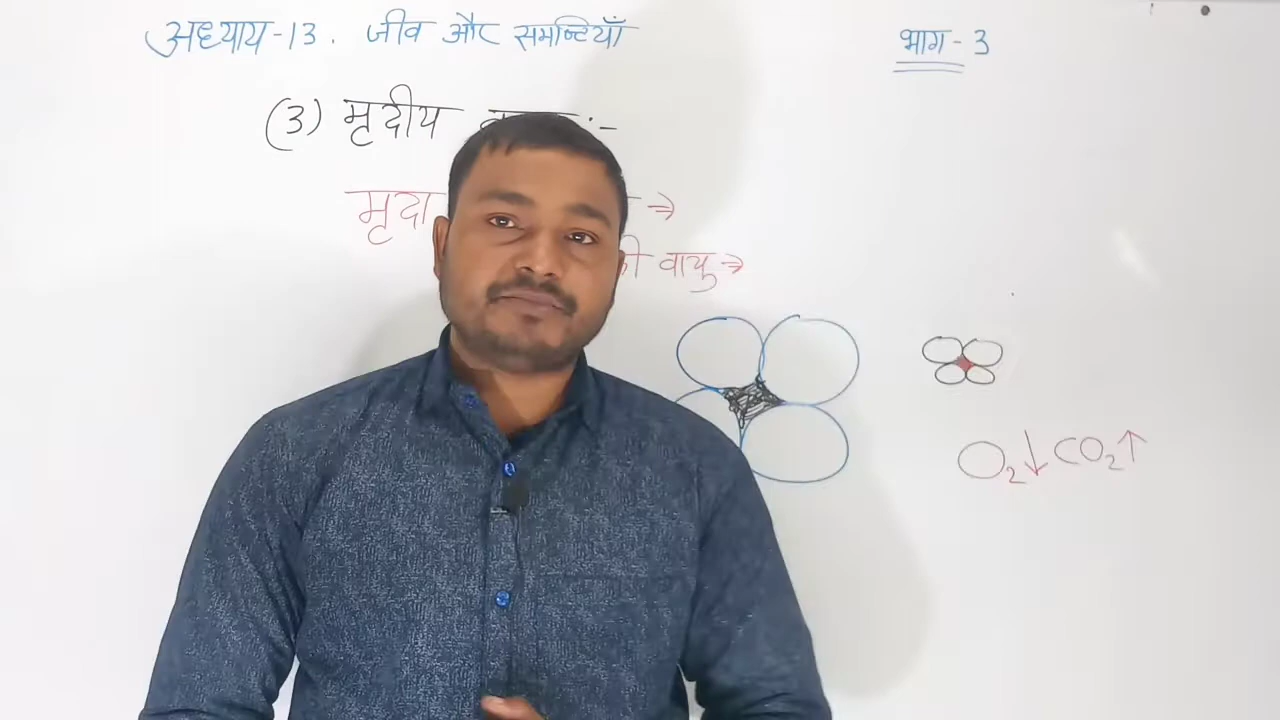 अध्याय-13. जीव और समष्टियाँ
भाग-3
(3) मृदीय :-
मृदा →
की वायु →
O₂↓ CO₂↑